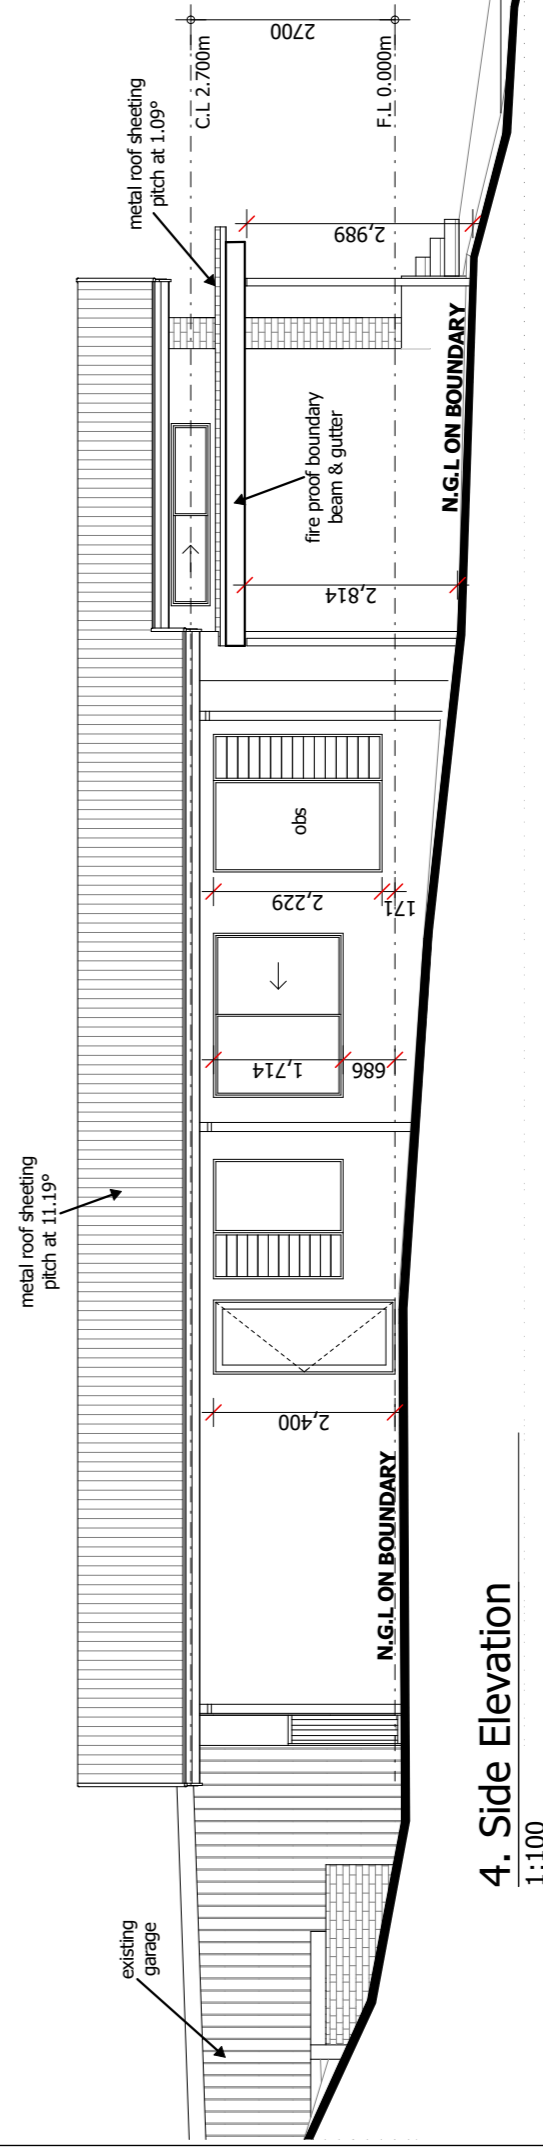 metal roof sheeting
pitch at 11.19°
metal roof sheeting
pitch at 1.09°
existing
garage
C.L 2.700m
F.L 0.000m
2700
2,400
1,714
686
2,229
171
obs
2,814
2,989
fire proof boundary
beam & gutter
N.G.L ON BOUNDARY
N.G.L ON BOUNDARY
4. Side Elevation
1:100